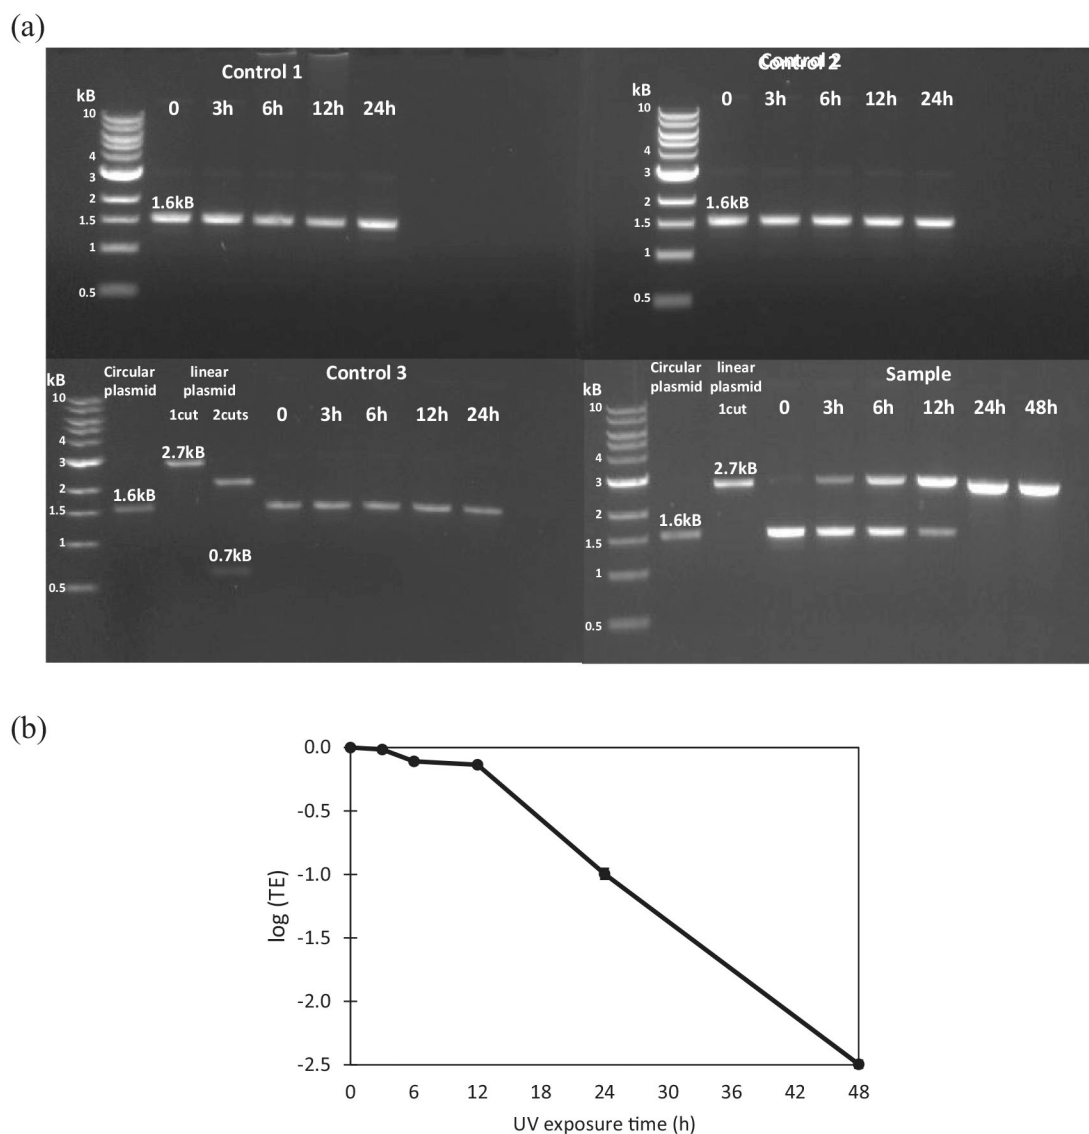 (a)
Control 1
kB
0 3h 6h 12h 24h
10
4
3
2
1.5
1
0.5
1.6kB
Control 2
Control 2
kB
0 3h 6h 12h 24h
10
4
3
2
1.5
1
0.5
1.6kB
Circular plasmid
linear plasmid
1cut 2cuts
Control 3
kB
0 3h 6h 12h 24h
10
4
3
2
1.5
1
0.5
1.6kB
2.7kB
0.7kB
Circular plasmid
linear plasmid
1cut
Sample
kB
0 3h 6h 12h 24h 48h
10
4
3
2
1.5
1
0.5
1.6kB
2.7kB
(b)
0.0
-0.5
-1.0
-1.5
-2.0
-2.5
log (TE)
0 6 12 18 24 30 36 42 48
UV exposure time (h)